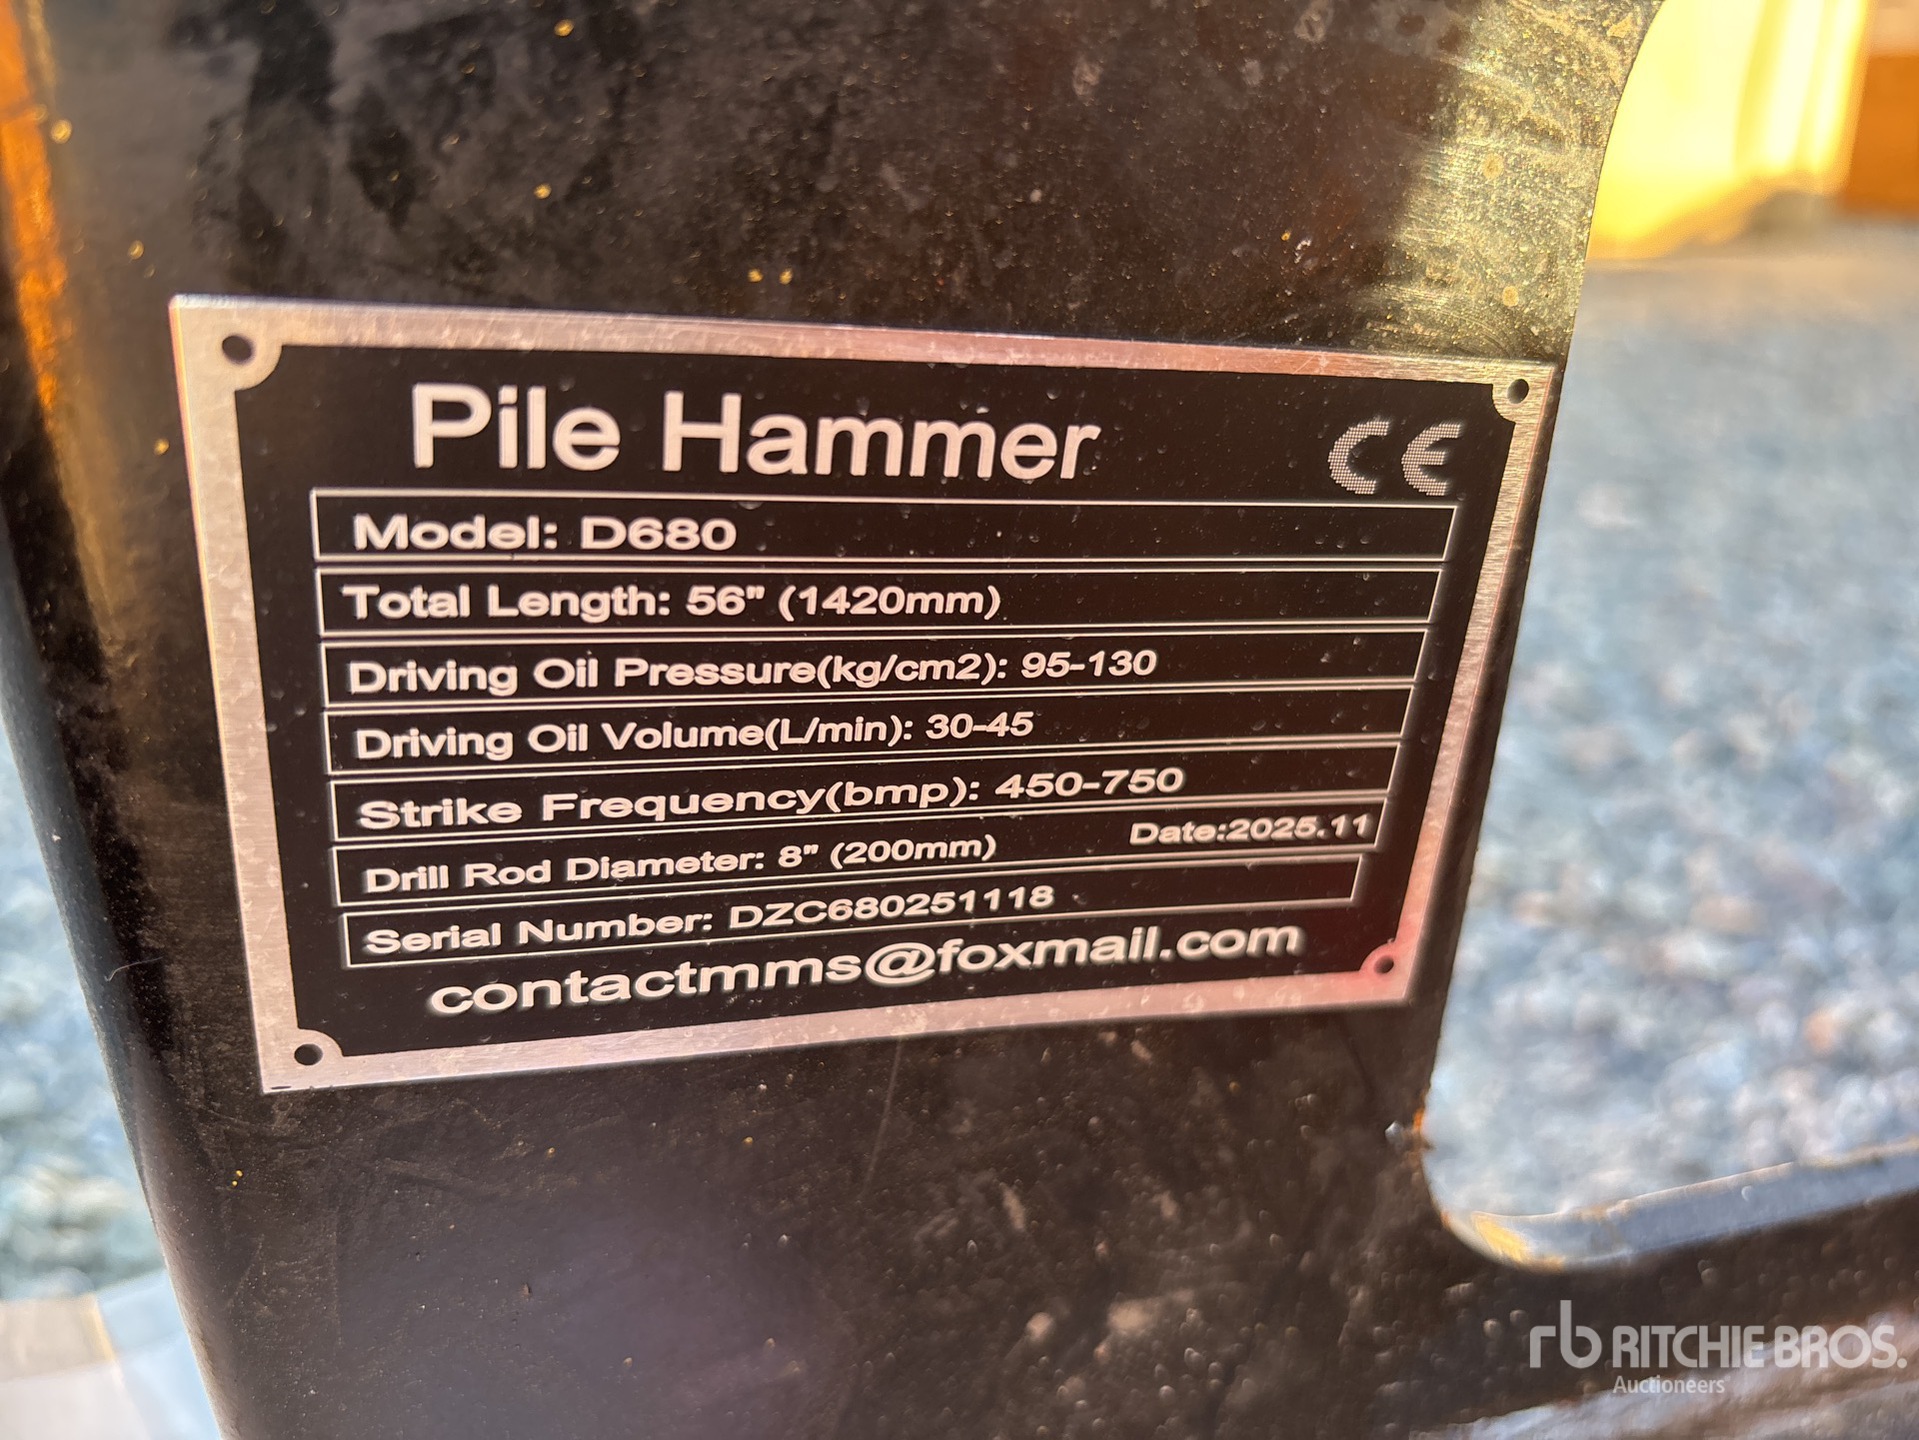 Pile Hammer
CE
Model: D680
Total Length: 56" (1420mm)
Driving Oil Pressure(kg/cm2): 95-130
Driving Oil Volume(L/min): 30-45
Strike Frequency(bmp): 450-750
Drill Rod Diameter: 8" (200mm) Date:2025.11
Serial Number: DZC680251118
contactmms@foxmail.com
rb RITCHIE BROS.
Auctioneers